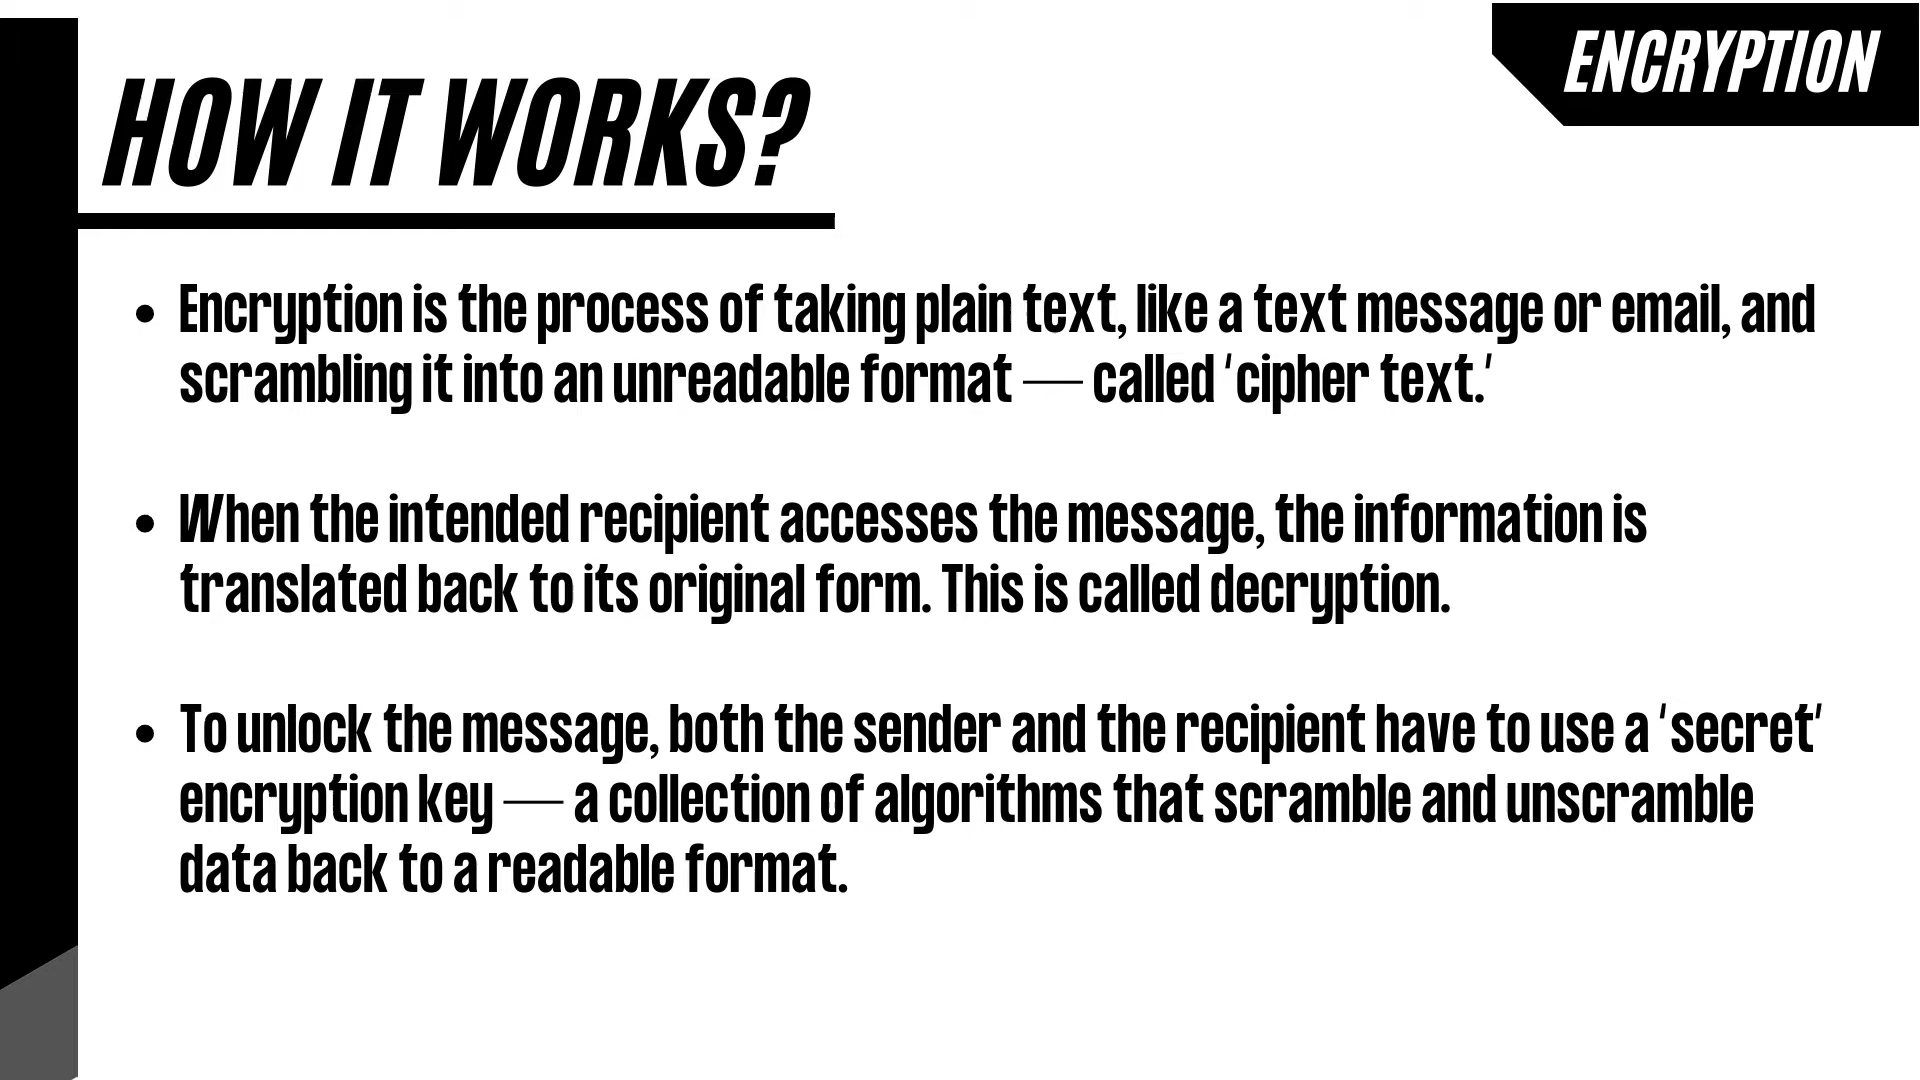 ENCRYPTION
HOW IT WORKS?
• Encryption is the process of taking plain text, like a text message or email, and
scrambling it into an unreadable format — called 'cipher text.'
• When the intended recipient accesses the message, the information is
translated back to its original form. This is called decryption.
• To unlock the message, both the sender and the recipient have to use a 'secret'
encryption key — a collection of algorithms that scramble and unscramble
data back to a readable format.